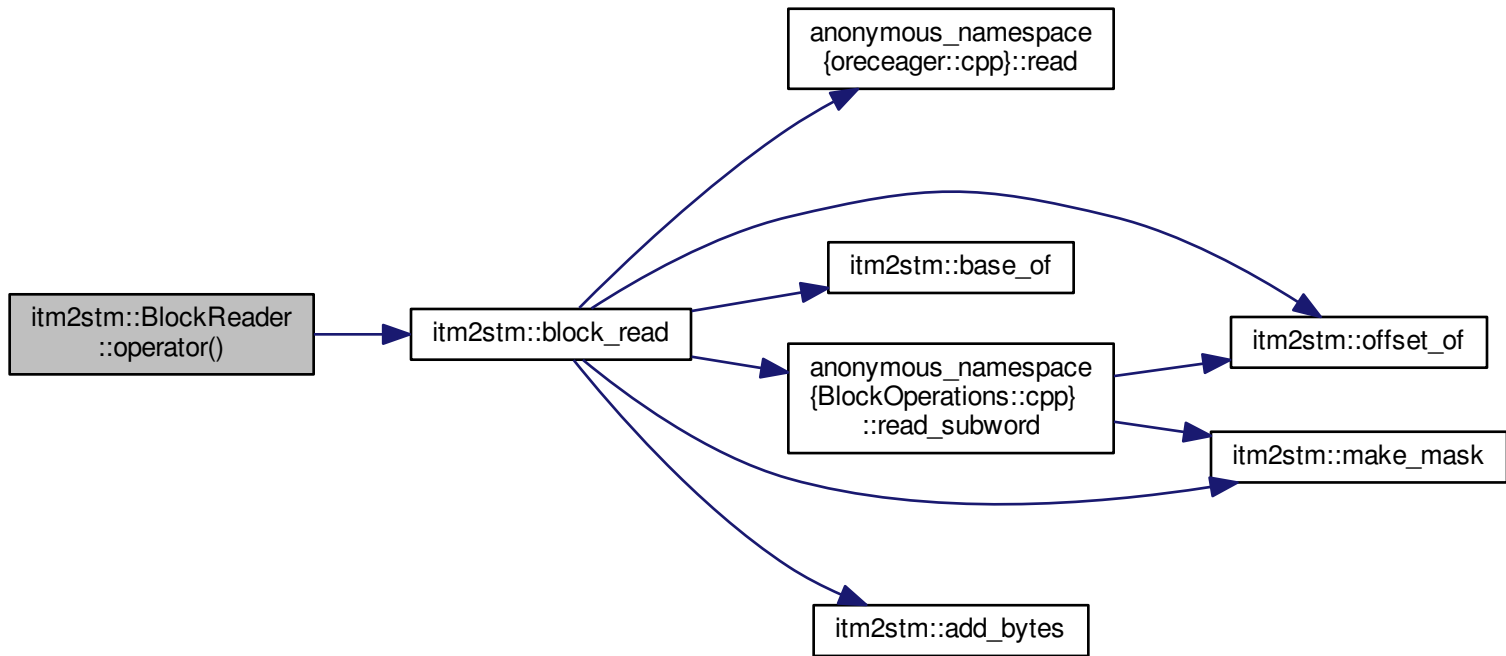 anonymous_namespace
{oreceager::cpp}::read
itm2stm::base_of
itm2stm::BlockReader
::operator()
itm2stm::block_read
itm2stm::offset_of
anonymous_namespace
{BlockOperations::cpp}
::read_subword
itm2stm::make_mask
itm2stm::add_bytes